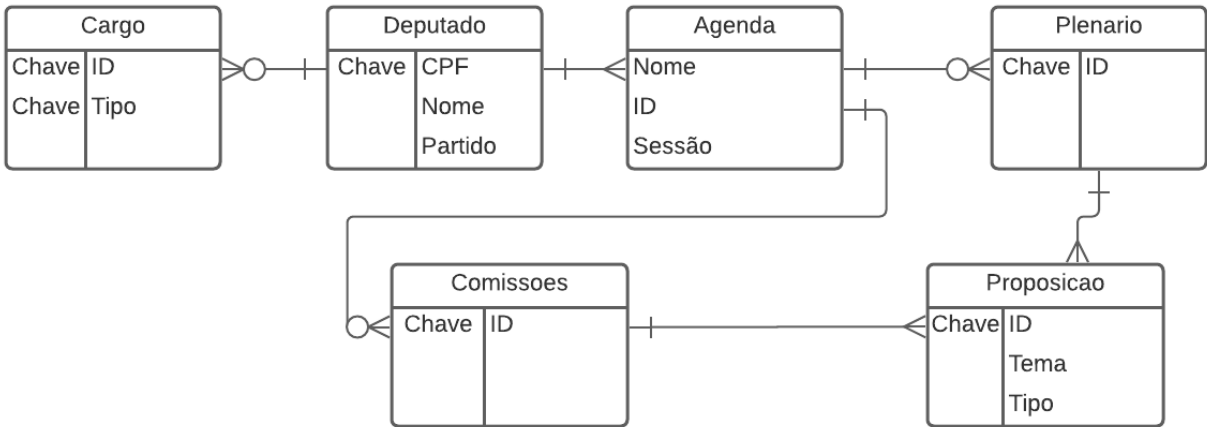 Cargo
Chave ID
Chave Tipo
Deputado
Chave CPF
Nome
Partido
Agenda
Nome
ID
Sessão
Plenario
Chave ID
Comissoes
Chave ID
Proposicao
Chave ID
Tema
Tipo